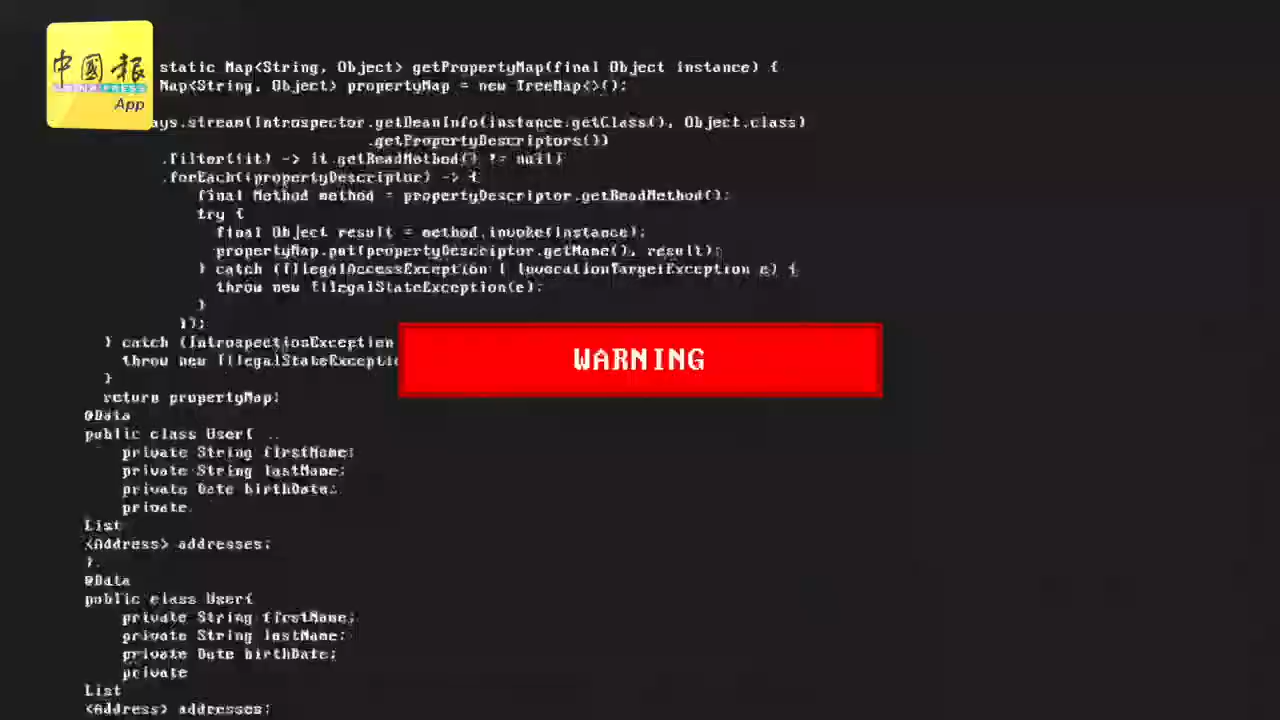 中國報
CHINA PRESS
App
static Map<String, Object> getPropertyMap(final Object instance) {
Map<String, Object> propertyMap = new TreeMap<>();
ays.stream(Introspector.getBeanInfo(instance.getClass(), Object.class)
.getPropertyDescriptors())
.filter((it) -> it.getReadMethod() != null)
.forEach((propertyDescriptor) -> {
final Method method = propertyDescriptor.getReadMethod();
try {
final Object result = method.invoke(instance);
propertyMap.put(propertyDescriptor.getName(), result);
} catch (IllegalAccessException | InvocationTargetException e) {
throw new IllegalStateException(e);
}
});
} catch (IntrospectionException
throw new IllegalStateExceptio
WARNING
}
return propertyMap;
@Data
public class User{ ..
private String firstName;
private String lastName;
private Date birthDate;
private
List
<Address> addresses;
}.
@Data
public class User{
private String firstName;
private String lastName;
private Date birthDate;
private
List
<Address> addresses;